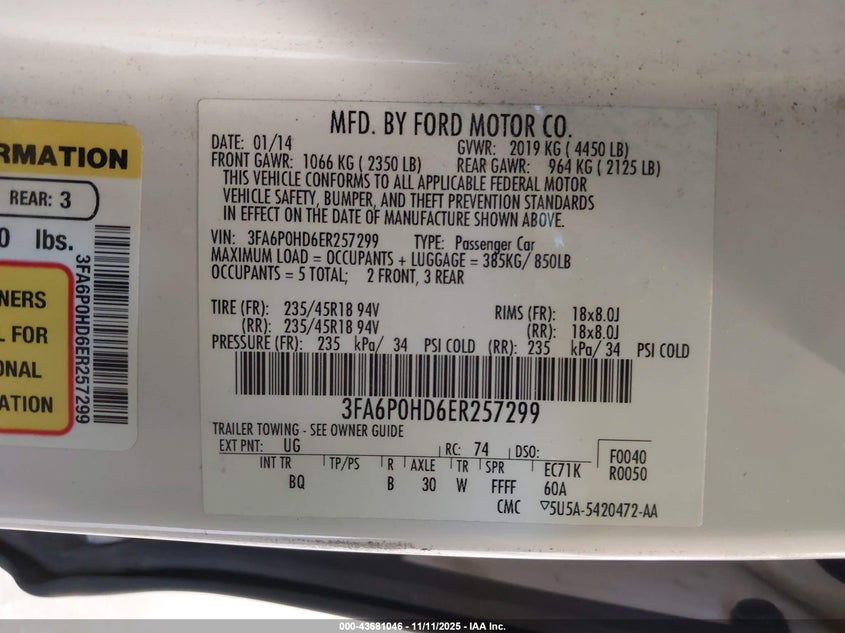 RMATION
REAR: 3
0 lbs.
NERS
L FOR
ONAL
ATION
3FA6P0HD6ER257299
MFD. BY FORD MOTOR CO.
DATE: 01/14 GVWR: 2019 KG ( 4450 LB)
FRONT GAWR: 1066 KG ( 2350 LB) REAR GAWR: 964 KG ( 2125 LB)
THIS VEHICLE CONFORMS TO ALL APPLICABLE FEDERAL MOTOR
VEHICLE SAFETY, BUMPER, AND THEFT PREVENTION STANDARDS
IN EFFECT ON THE DATE OF MANUFACTURE SHOWN ABOVE.
VIN: 3FA6P0HD6ER257299 TYPE: Passenger Car
MAXIMUM LOAD = OCCUPANTS + LUGGAGE = 385KG/ 850LB
OCCUPANTS = 5 TOTAL; 2 FRONT, 3 REAR
TIRE (FR): 235/45R18 94V RIMS (FR): 18x8.0J
(RR): 235/45R18 94V (RR): 18x8.0J
PRESSURE (FR): 235 kPa/ 34 PSI COLD (RR): 235 kPa/ 34 PSI COLD
3FA6P0HD6ER257299
TRAILER TOWING - SEE OWNER GUIDE
EXT PNT: UG RC: 74 DSO: F0040
R0050
INT TR TP/PS R AXLE TR SPR EC71K
BQ B 30 W FFFF 60A
CMC ▽5U5A-5420472-AA
000-43681046 - 11/11/2025 - IAA Inc.